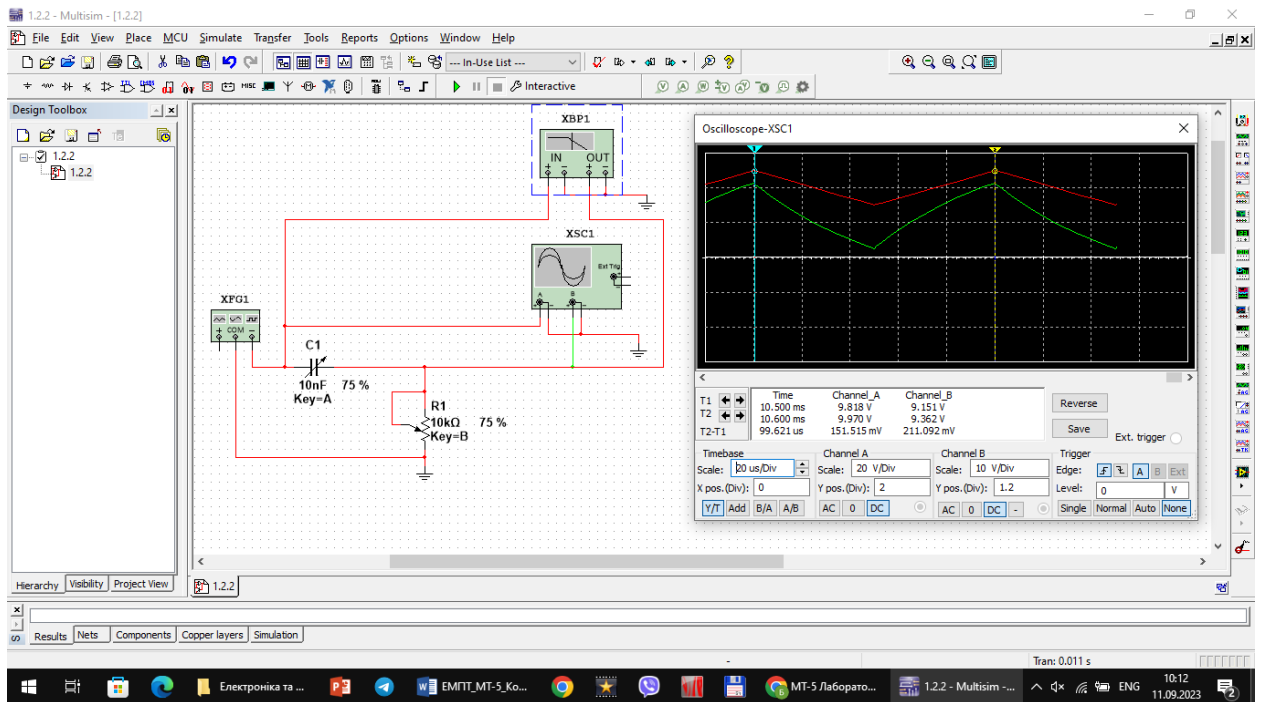 1.2.2 - Multisim - [1.2.2]
File Edit View Place MCU Simulate Transfer Tools Reports Options Window Help
--- In-Use List ---
Interactive
Design Toolbox
1.2.2
1.2.2
XBP1
IN OUT
XSC1
Ext Trig
A B
XFG1
COM
C1
10nF 75 %
Key=A
R1
10kΩ 75 %
Key=B
Oscilloscope-XSC1
Time Channel_A Channel_B
T1 10.500 ms 9.818 V 9.151 V
T2 10.600 ms 9.970 V 9.362 V
T2-T1 99.621 us 151.515 mV 211.092 mV
Reverse
Save
Ext. trigger
Timebase Channel A Channel B Trigger
Scale: 20 us/Div Scale: 20 V/Div Scale: 10 V/Div Edge: A B Ext
X pos.(Div): 0 Y pos.(Div): 2 Y pos.(Div): 1.2 Level: 0 V
Y/T Add B/A A/B AC 0 DC AC 0 DC - Single Normal Auto None
Hierarchy Visibility Project View
1.2.2
Results Nets Components Copper layers Simulation
- Tran: 0.011 s
Електроніка та ... ЕМПТ_МТ-5_Ко... МТ-5 Лаборато... 1.2.2 - Multisim -... ENG 10:12
11.09.2023
2